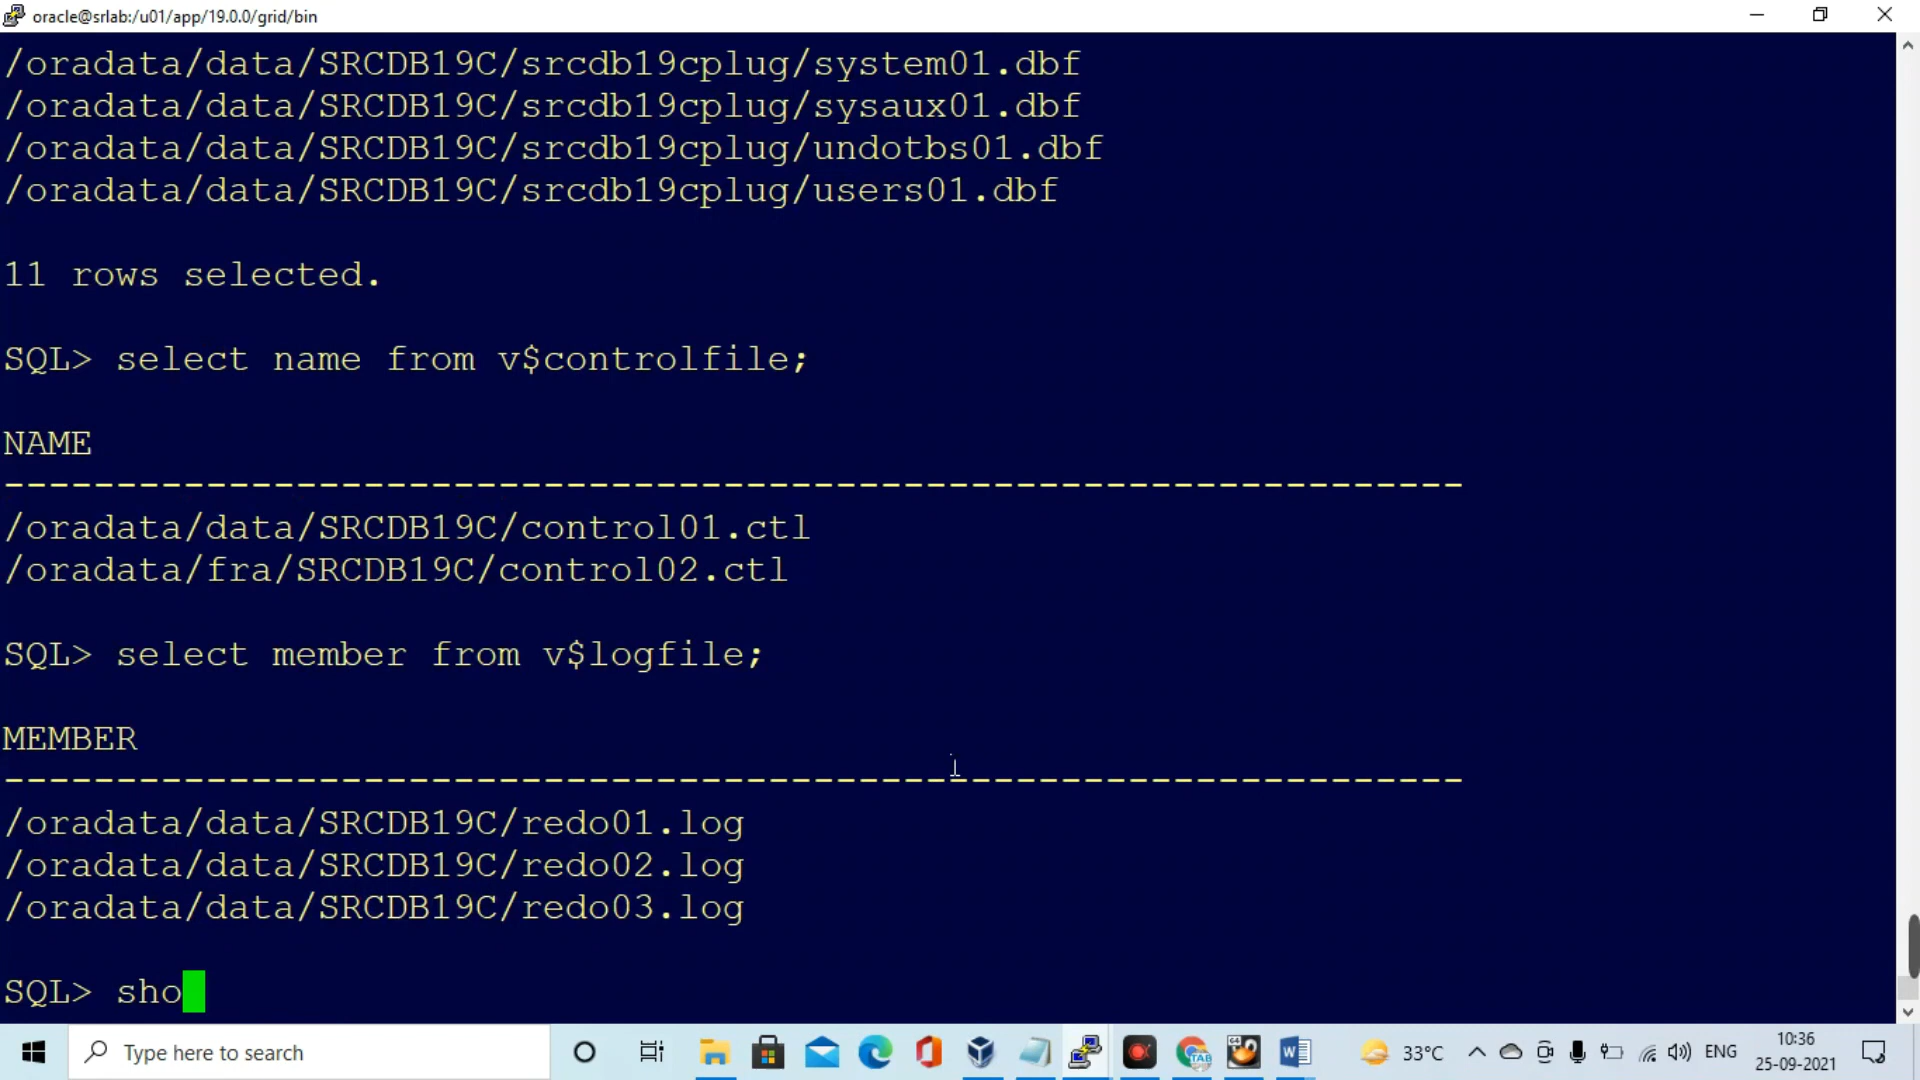 oracle@srlab:/u01/app/19.0.0/grid/bin
/oradata/data/SRCDB19C/srcdb19cplug/system01.dbf
/oradata/data/SRCDB19C/srcdb19cplug/sysaux01.dbf
/oradata/data/SRCDB19C/srcdb19cplug/undotbs01.dbf
/oradata/data/SRCDB19C/srcdb19cplug/users01.dbf
11 rows selected.
SQL> select name from v$controlfile;
NAME
-----------------------------------------------------------------
/oradata/data/SRCDB19C/control01.ctl
/oradata/fra/SRCDB19C/control02.ctl
SQL> select member from v$logfile;
MEMBER
-----------------------------------------------------------------
/oradata/data/SRCDB19C/redo01.log
/oradata/data/SRCDB19C/redo02.log
/oradata/data/SRCDB19C/redo03.log
SQL> sho
Type here to search
33°C
ENG
10:36
25-09-2021